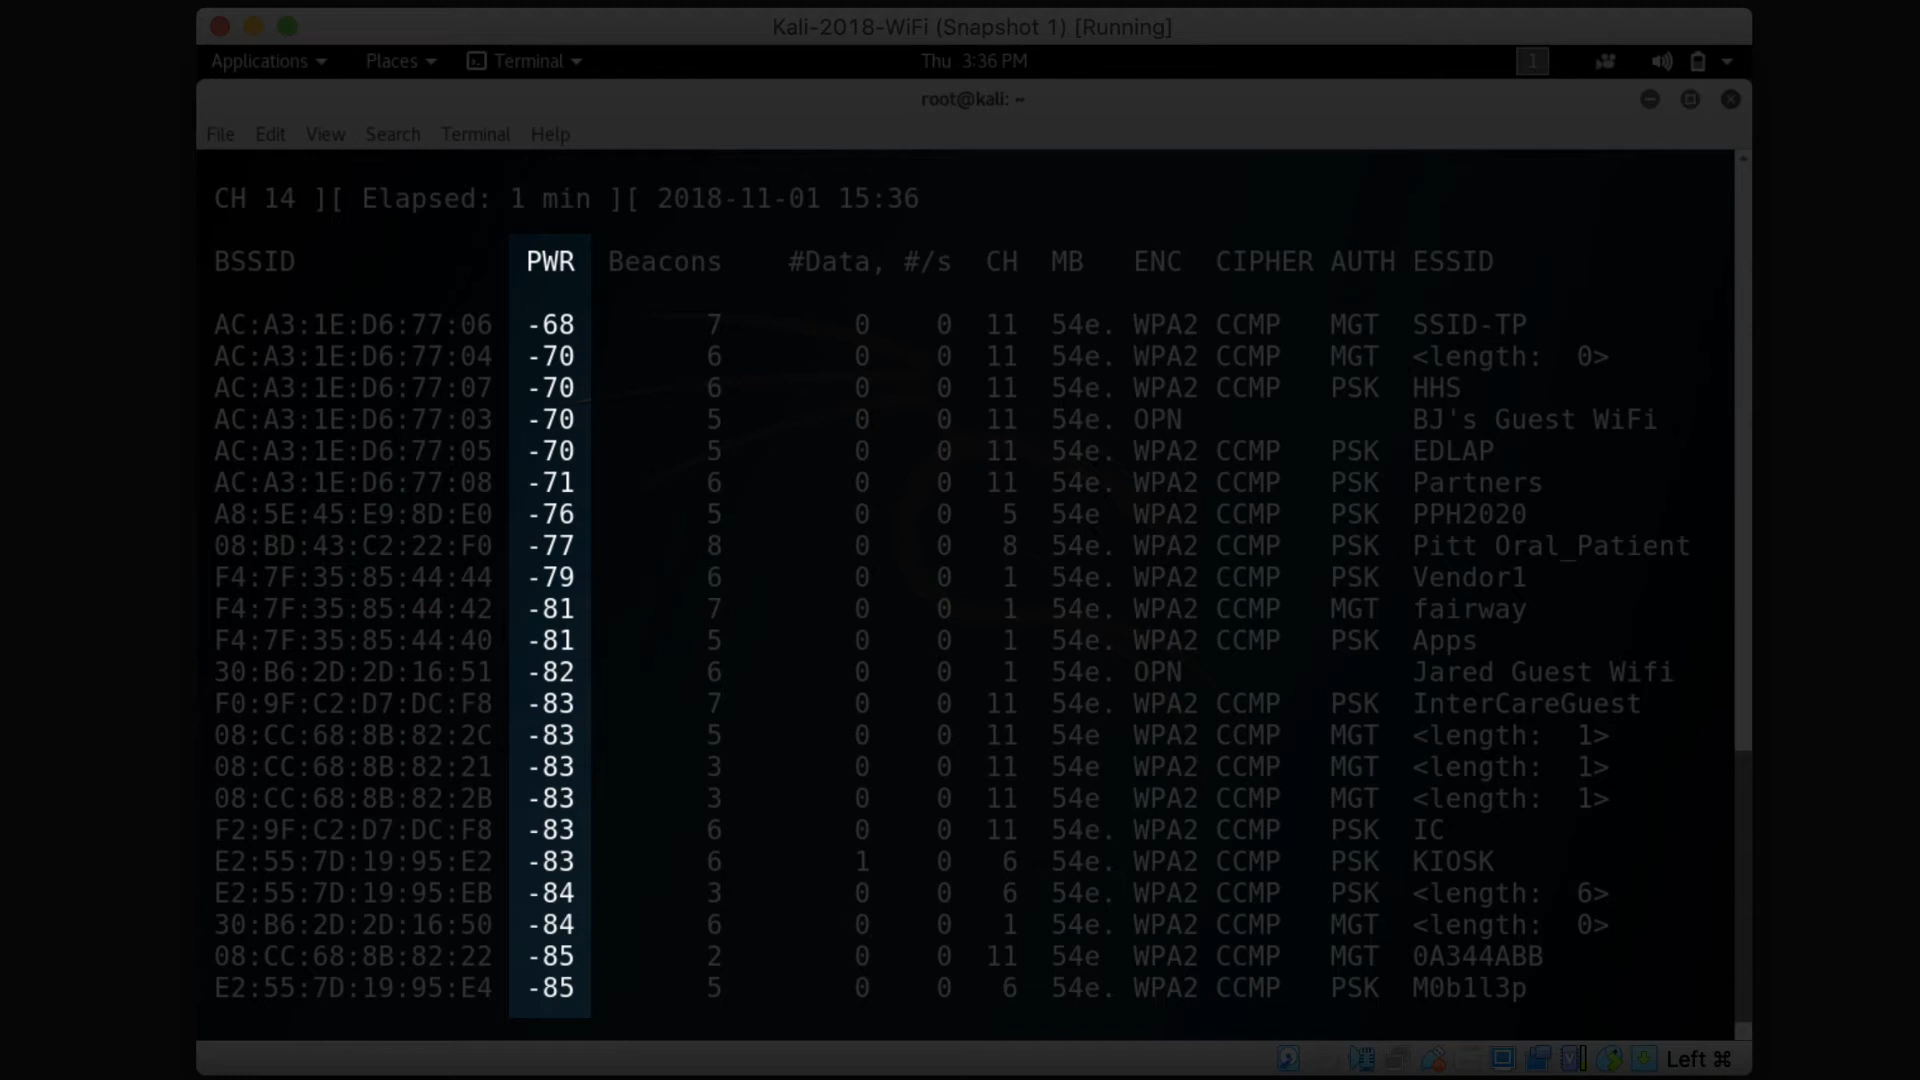 Kali-2018-WiFi (Snapshot 1) [Running]
Applications Places Terminal Thu 3:36 PM 1
root@kali: ~
File Edit View Search Terminal Help
CH 14 ][ Elapsed: 1 min ][ 2018-11-01 15:36
BSSID PWR Beacons #Data, #/s CH MB ENC CIPHER AUTH ESSID
AC:A3:1E:D6:77:06 -68 7 0 0 11 54e. WPA2 CCMP MGT SSID-TP
AC:A3:1E:D6:77:04 -70 6 0 0 11 54e. WPA2 CCMP MGT <length: 0>
AC:A3:1E:D6:77:07 -70 6 0 0 11 54e. WPA2 CCMP PSK HHS
AC:A3:1E:D6:77:03 -70 5 0 0 11 54e. OPN BJ's Guest WiFi
AC:A3:1E:D6:77:05 -70 5 0 0 11 54e. WPA2 CCMP PSK EDLAP
AC:A3:1E:D6:77:08 -71 6 0 0 11 54e. WPA2 CCMP PSK Partners
A8:5E:45:E9:8D:E0 -76 5 0 0 5 54e WPA2 CCMP PSK PPH2020
08:BD:43:C2:22:F0 -77 8 0 0 8 54e WPA2 CCMP PSK Pitt Oral_Patient
F4:7F:35:85:44:44 -79 6 0 0 1 54e. WPA2 CCMP PSK Vendor1
F4:7F:35:85:44:42 -81 7 0 0 1 54e. WPA2 CCMP MGT fairway
F4:7F:35:85:44:40 -81 5 0 0 1 54e. WPA2 CCMP PSK Apps
30:B6:2D:2D:16:51 -82 6 0 0 1 54e. OPN Jared Guest Wifi
F0:9F:C2:D7:DC:F8 -83 7 0 0 11 54e. WPA2 CCMP PSK InterCareGuest
08:CC:68:8B:82:2C -83 5 0 0 11 54e WPA2 CCMP MGT <length: 1>
08:CC:68:8B:82:21 -83 3 0 0 11 54e WPA2 CCMP MGT <length: 1>
08:CC:68:8B:82:2B -83 3 0 0 11 54e WPA2 CCMP MGT <length: 1>
F2:9F:C2:D7:DC:F8 -83 6 0 0 11 54e. WPA2 CCMP PSK IC
E2:55:7D:19:95:E2 -83 6 1 0 6 54e. WPA2 CCMP PSK KIOSK
E2:55:7D:19:95:EB -84 3 0 0 6 54e. WPA2 CCMP PSK <length: 6>
30:B6:2D:2D:16:50 -84 6 0 0 1 54e. WPA2 CCMP MGT <length: 0>
08:CC:68:8B:82:22 -85 2 0 0 11 54e WPA2 CCMP MGT 0A344ABB
E2:55:7D:19:95:E4 -85 5 0 0 6 54e. WPA2 CCMP PSK M0b1l3p
Left ⌘